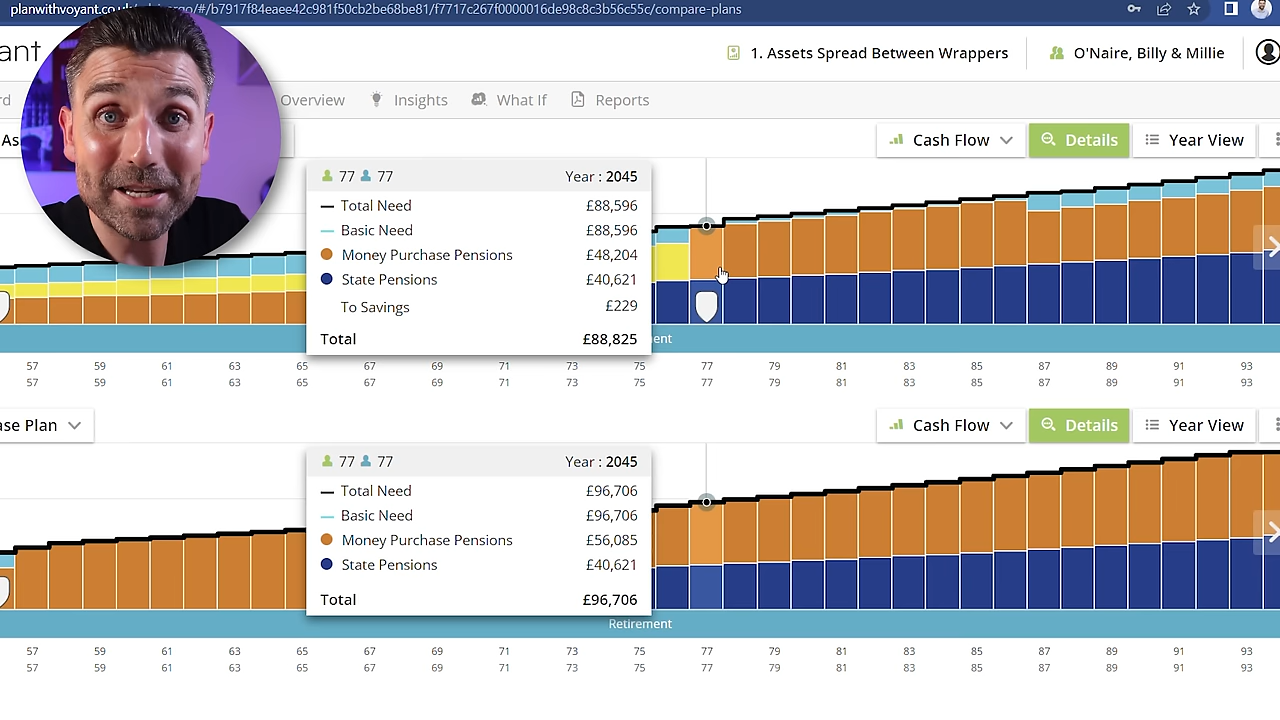 planwithvoyant.co.uk/
#/b7917f84eaee42c981f50cb2be68be81/f7717c267f0000016de98c8c3b56c55c/compare-plans
ant
1. Assets Spread Between Wrappers
O'Naire, Billy & Millie
rd
Overview
Insights
What If
Reports
As
Cash Flow
Details
Year View
77 77 Year : 2045
Total Need £88,596
Basic Need £88,596
Money Purchase Pensions £48,204
State Pensions £40,621
To Savings £229
Total £88,825
ent
57 59 61 63 65 67 69 71 73 75 77 79 81 83 85 87 89 91 93
57 59 61 63 65 67 69 71 73 75 77 79 81 83 85 87 89 91 93
ase Plan
Cash Flow
Details
Year View
77 77 Year : 2045
Total Need £96,706
Basic Need £96,706
Money Purchase Pensions £56,085
State Pensions £40,621
Total £96,706
Retirement
57 59 61 63 65 67 69 71 73 75 77 79 81 83 85 87 89 91 93
57 59 61 63 65 67 69 71 73 75 77 79 81 83 85 87 89 91 93